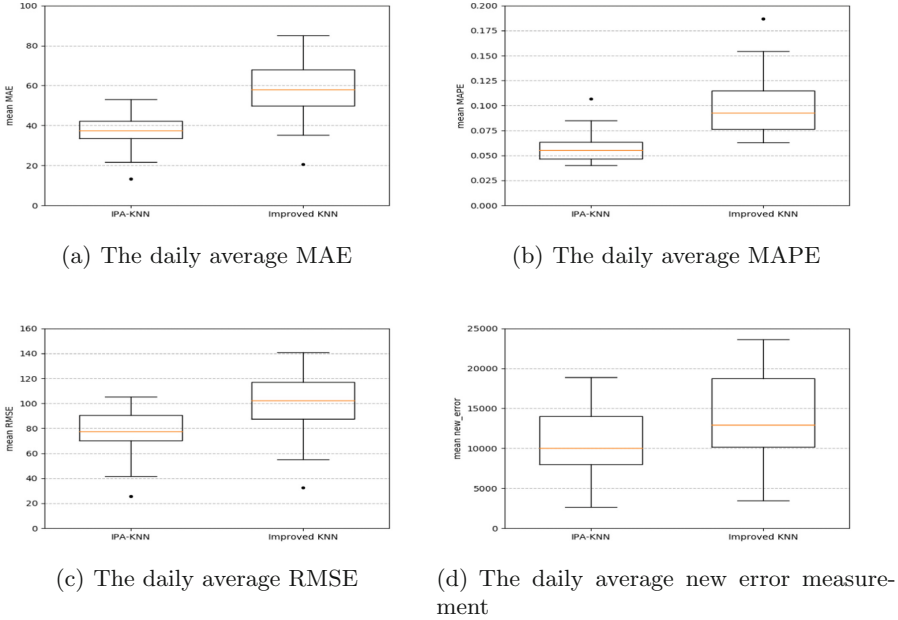 100
80
60
40
20
0
mean MAE
IPA-KNN Improved KNN
(a) The daily average MAE
0.200
0.175
0.150
0.125
0.100
0.075
0.050
0.025
0.000
mean MAPE
IPA-KNN Improved KNN
(b) The daily average MAPE
160
140
120
100
80
60
40
20
0
mean RMSE
IPA-KNN Improved KNN
(c) The daily average RMSE
25000
20000
15000
10000
5000
0
mean new_error
IPA-KNN Improved KNN
(d) The daily average new error measure-
ment